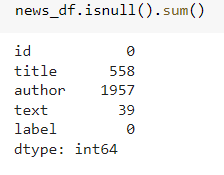 news_df.isnull().sum()
id 0
title 558
author 1957
text 39
label 0
dtype: int64